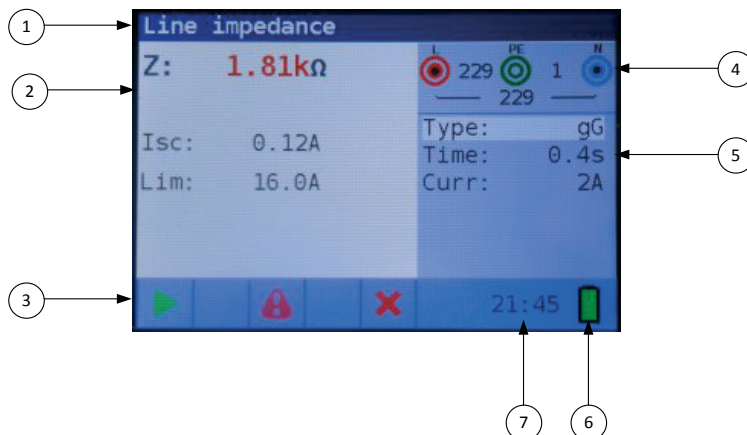 Line impedance
Z: 1.81kΩ
Isc: 0.12A
Lim: 16.0A
L PE N
229 1
229
Type: gG
Time: 0.4s
Curr: 2A
21:45
1
2
3
4
5
6
7